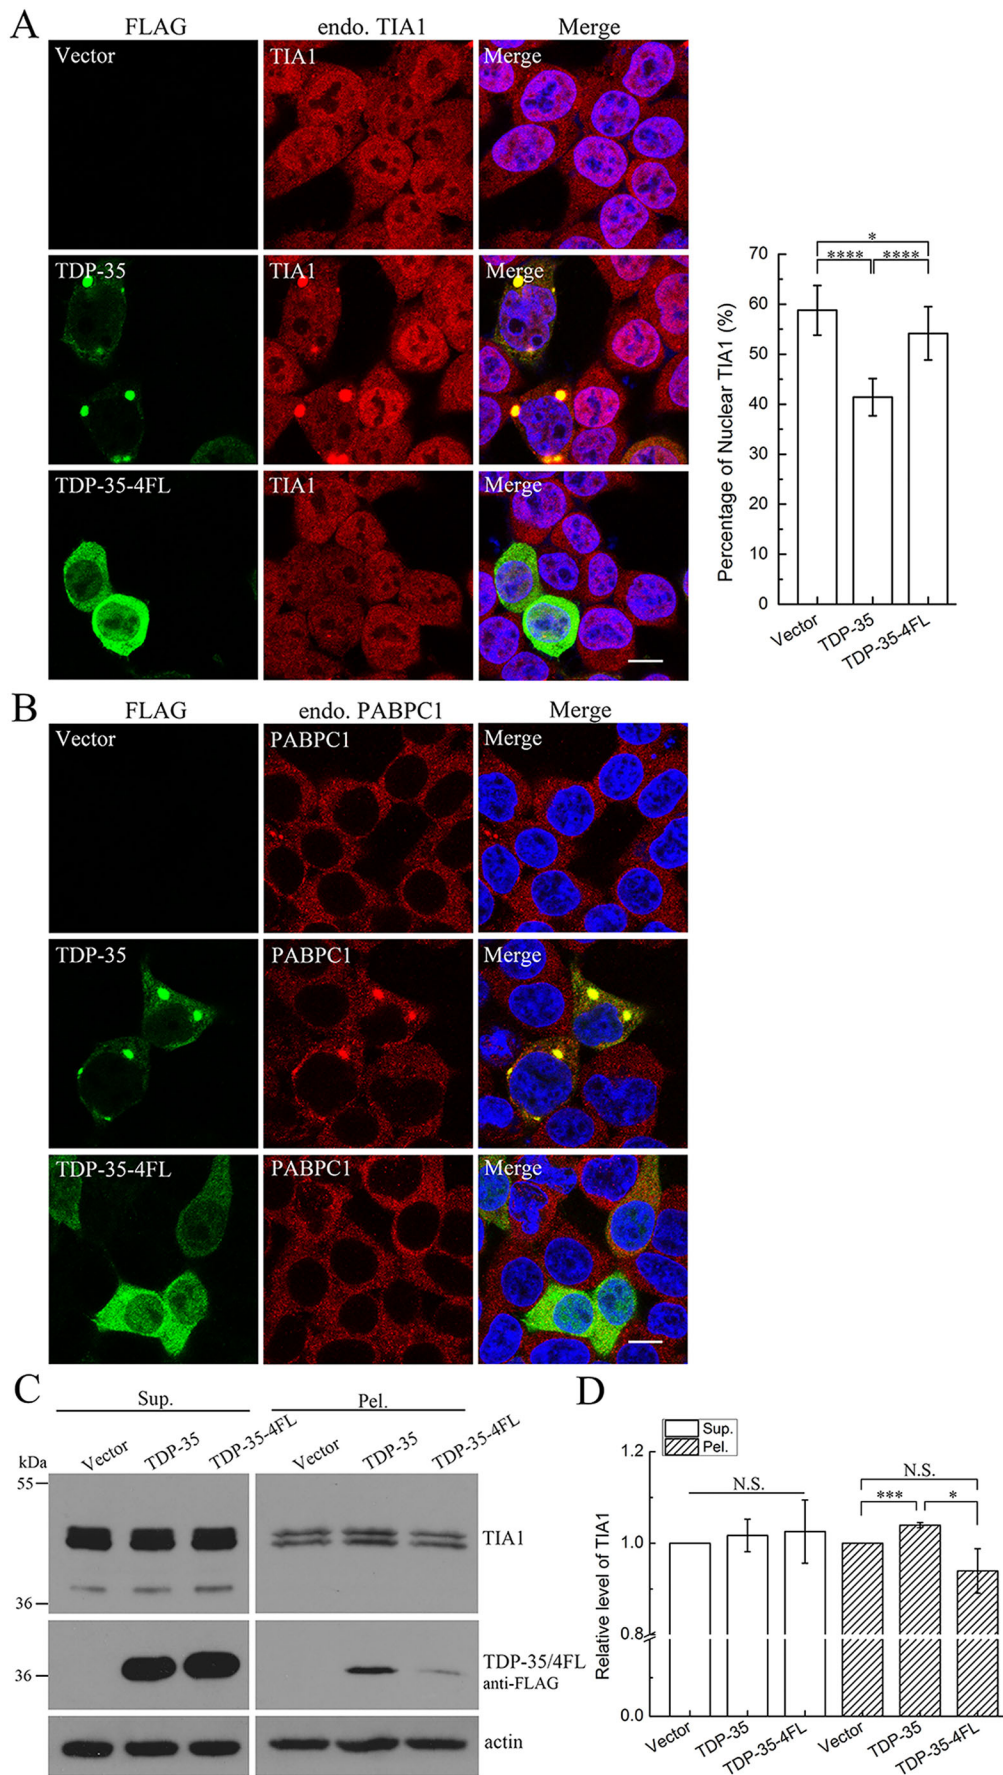 A
FLAG
endo. TIA1
Merge
Vector
TIA1
Merge
TDP-35
TIA1
Merge
TDP-35-4FL
TIA1
Merge
Percentage of Nuclear TIA1 (%)
70
60
50
40
30
20
10
0
*
**** ****
Vector
TDP-35
TDP-35-4FL
B
FLAG
endo. PABPC1
Merge
Vector
PABPC1
Merge
TDP-35
PABPC1
Merge
TDP-35-4FL
PABPC1
Merge
C
Sup.
Pel.
kDa
Vector
TDP-35
TDP-35-4FL
Vector
TDP-35
TDP-35-4FL
55
TIA1
36
36
TDP-35/4FL
anti-FLAG
actin
D
Sup.
Pel.
Relative level of TIA1
1.2
1.0
0.8
0.0
N.S.
N.S.
*** *
Vector
TDP-35
TDP-35-4FL
Vector
TDP-35
TDP-35-4FL